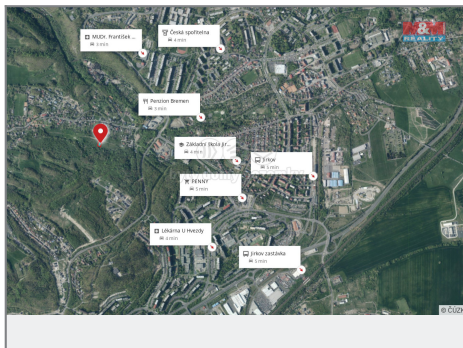 M&M
REALITY
Česká spořitelna
4 min
MUDr. František ...
3 min
Penzion Bremen
3 min
Základní škola Jir...
4 min
Jirkov
5 min
PENNY
5 min
Lékárna U Hvezdy
4 min
Jirkov zastávka
5 min
© ČÚZK